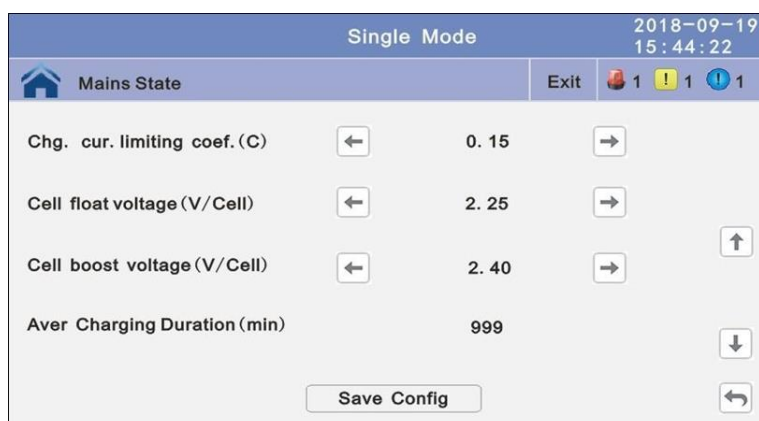 Single Mode
2018-09-19
15:44:22
Mains State
Exit
1
! 1
! 1
Chg. cur. limiting coef.(C) 0.15
Cell float voltage(V/Cell) 2.25
Cell boost voltage(V/Cell) 2.40
Aver Charging Duration(min) 999
Save Config